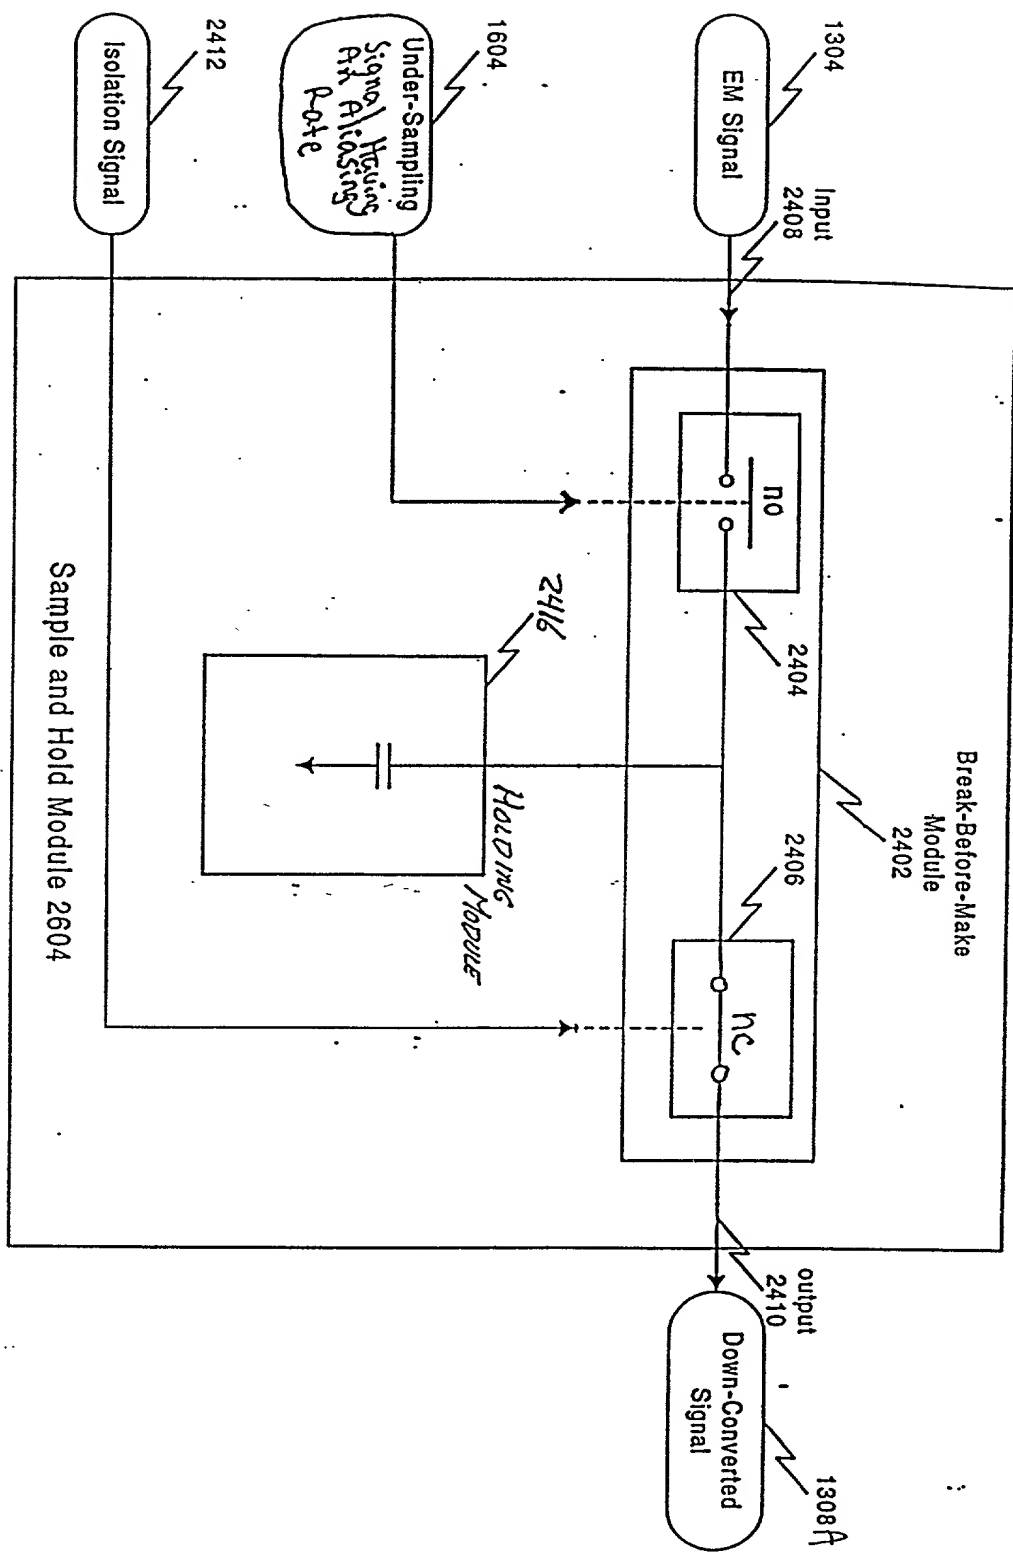 Break-Before-Make
Module
2402
1304
EM Signal
Input
2408
no
2404
2406
nc
output
2410
Down-Converted
Signal
1308A
1604
Under-Sampling
Signal Having
An Aliasing
Rate
2416
HOLDING
MODULE
2412
Isolation Signal
Sample and Hold Module 2604